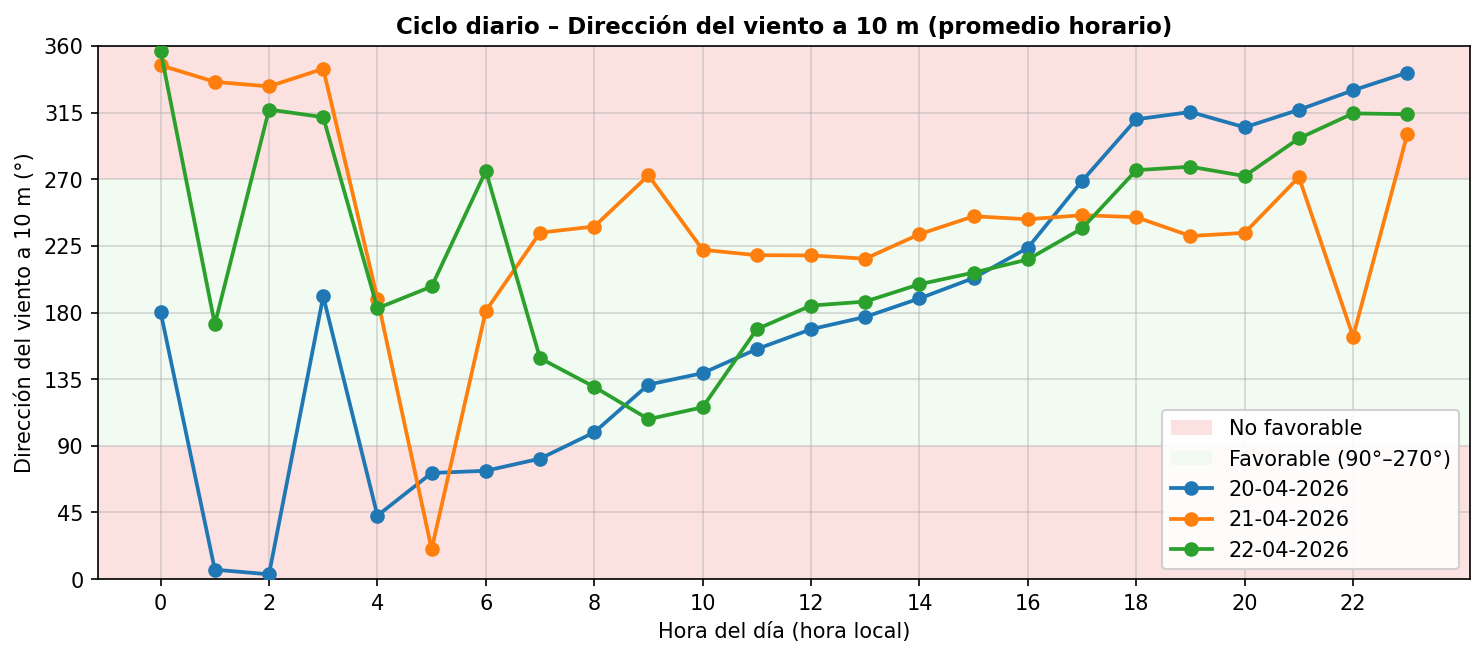 Ciclo diario – Dirección del viento a 10 m (promedio horario)
Dirección del viento a 10 m (°)
360
315
270
225
180
135
90
45
0
0 2 4 6 8 10 12 14 16 18 20 22
Hora del día (hora local)
No favorable
Favorable (90°–270°)
20-04-2026
21-04-2026
22-04-2026